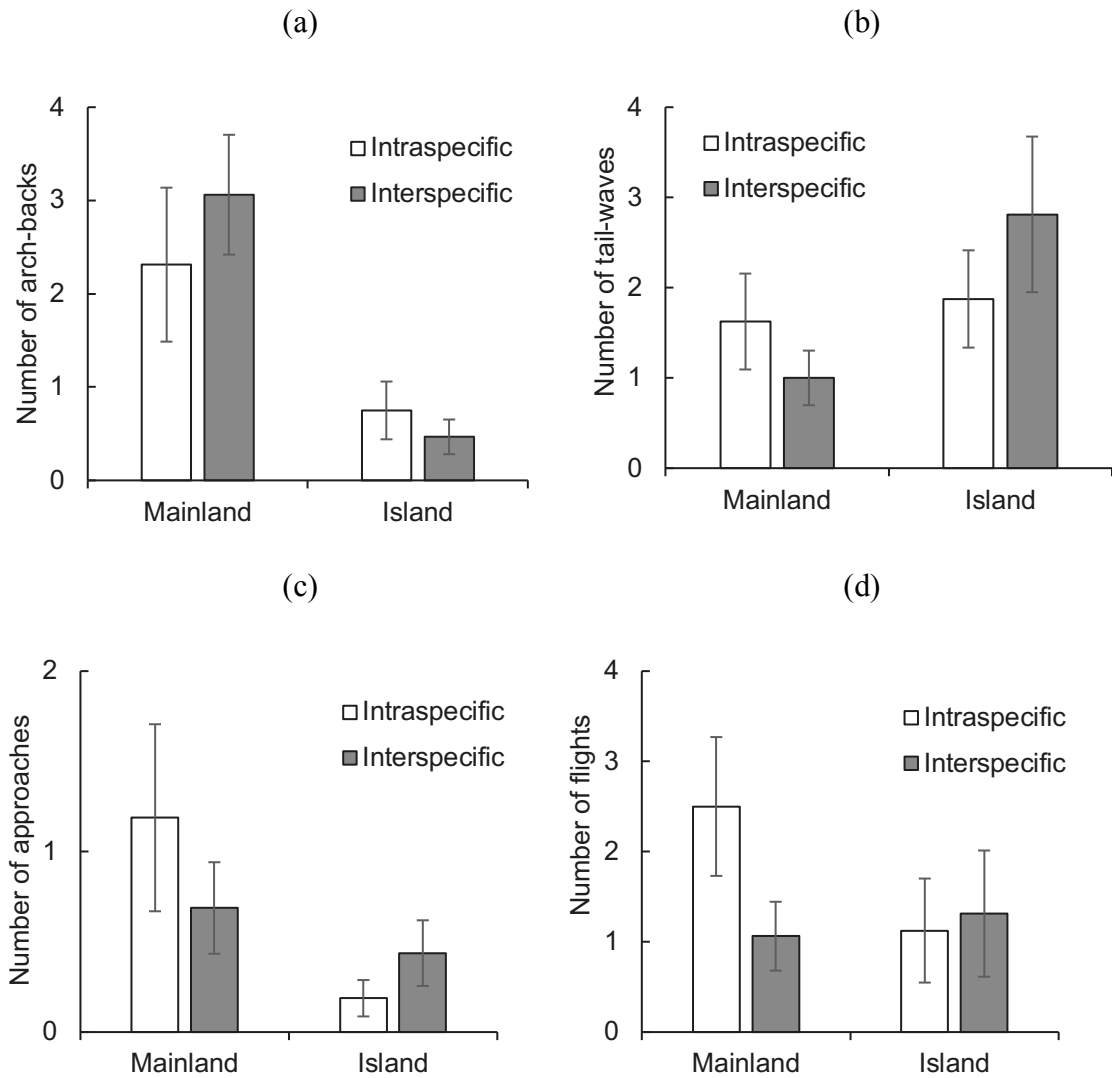 (a)
Number of arch-backs
4
3
2
1
0
Intraspecific
Interspecific
Mainland
Island
(b)
Number of tail-waves
4
3
2
1
0
Intraspecific
Interspecific
Mainland
Island
(c)
Number of approaches
2
1
0
Intraspecific
Interspecific
Mainland
Island
(d)
Number of flights
4
3
2
1
0
Intraspecific
Interspecific
Mainland
Island